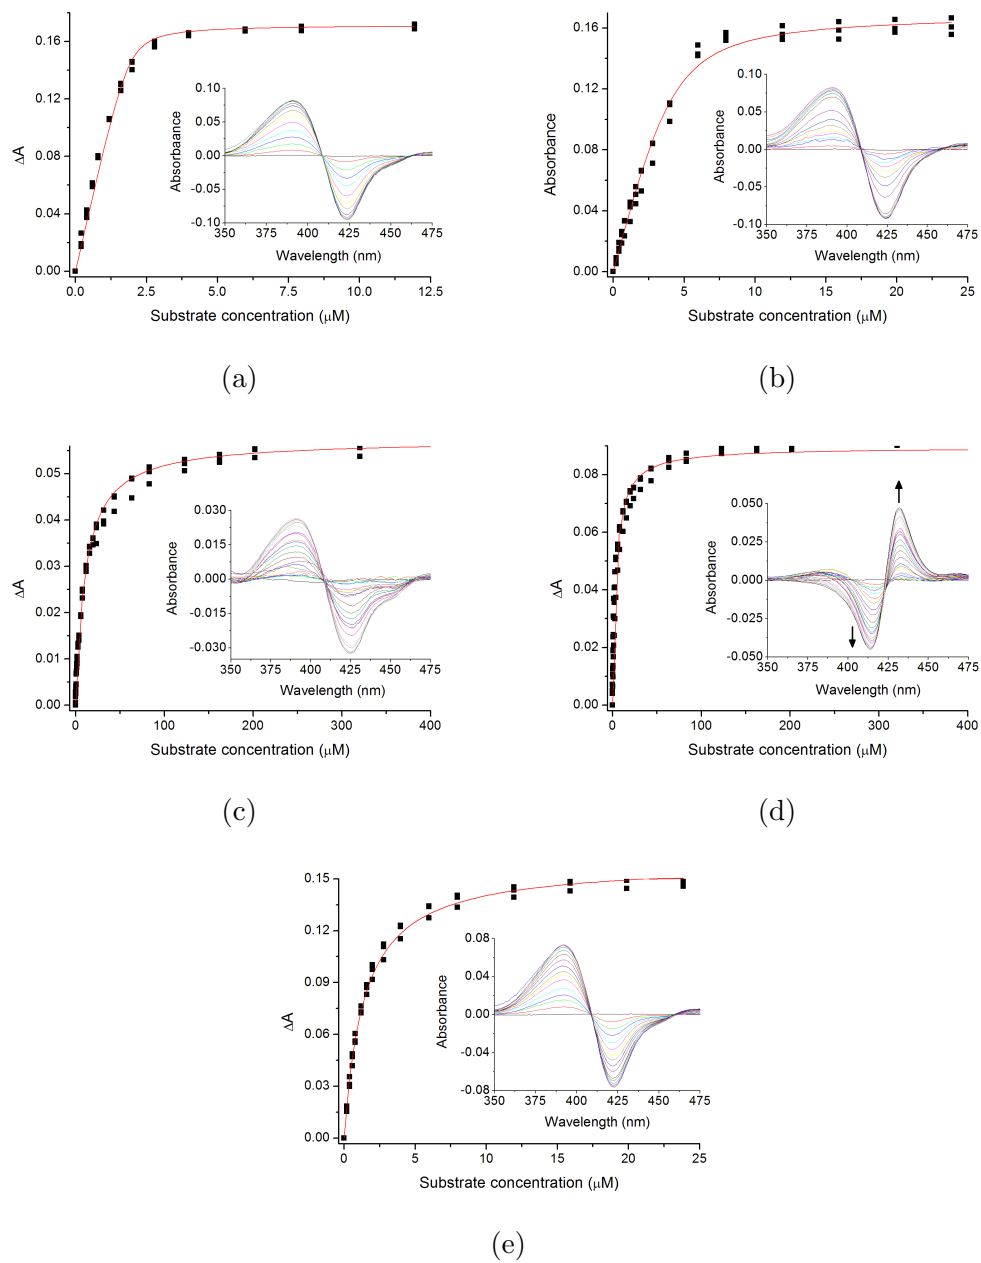 0.16
0.12
0.08
0.04
0.00
ΔA
0.0 2.5 5.0 7.5 10.0 12.5
Substrate concentration (μM)
0.10
0.05
0.00
-0.05
-0.10
Absorbaance
350 375 400 425 450 475
Wavelength (nm)
(a)
0.16
0.12
0.08
0.04
0.00
Absorbance
0 5 10 15 20 25
Substrate concentration (μM)
0.10
0.05
0.00
-0.05
-0.10
Absorbance
350 375 400 425 450 475
Wavelength (nm)
(b)
0.05
0.04
0.03
0.02
0.01
0.00
ΔA
0 100 200 300 400
Substrate concentration (μM)
0.030
0.015
0.000
-0.015
-0.030
Absorbance
350 375 400 425 450 475
Wavelength (nm)
(c)
0.08
0.06
0.04
0.02
0.00
ΔA
0 100 200 300 400
Substrate concentration (μM)
0.050
0.025
0.000
-0.025
-0.050
Absorbance
350 375 400 425 450 475
Wavelength (nm)
(d)
0.15
0.12
0.09
0.06
0.03
0.00
ΔA
0 5 10 15 20 25
Substrate concentration (μM)
0.08
0.04
0.00
-0.04
-0.08
Absorbance
350 375 400 425 450 475
Wavelength (nm)
(e)